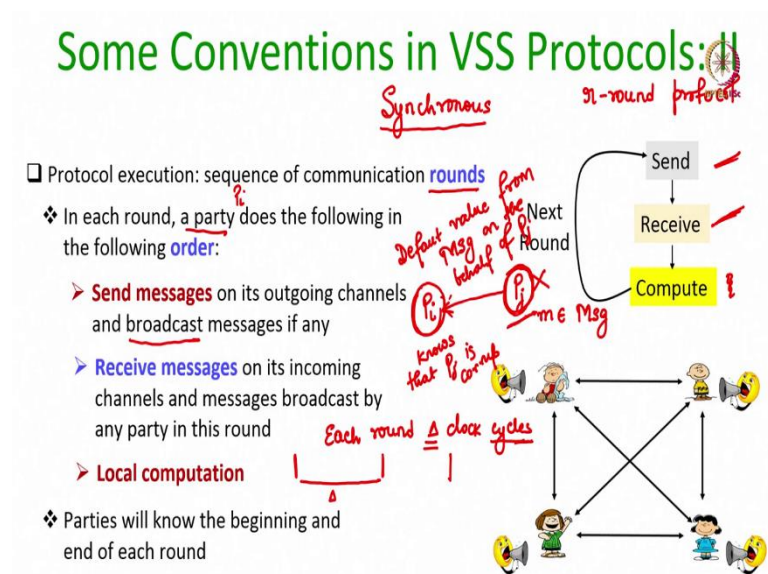 Some Conventions in VSS Protocols: II
Synchronous
r-round protocol
❑ Protocol execution: sequence of communication rounds
Pi
❖ In each round, a party does the following in
the following order:
➢ Send messages on its outgoing channels
and broadcast messages if any
➢ Receive messages on its incoming
channels and messages broadcast by
any party in this round
➢ Local computation
❖ Parties will know the beginning and
end of each round
Default value from
Msg on the
behalf of Pj
Pi
Pj
m ∈ Msg
knows
that Pj is
corrup
Each round Δ clock cycles
Δ
Send
Receive
Compute
Next
Round